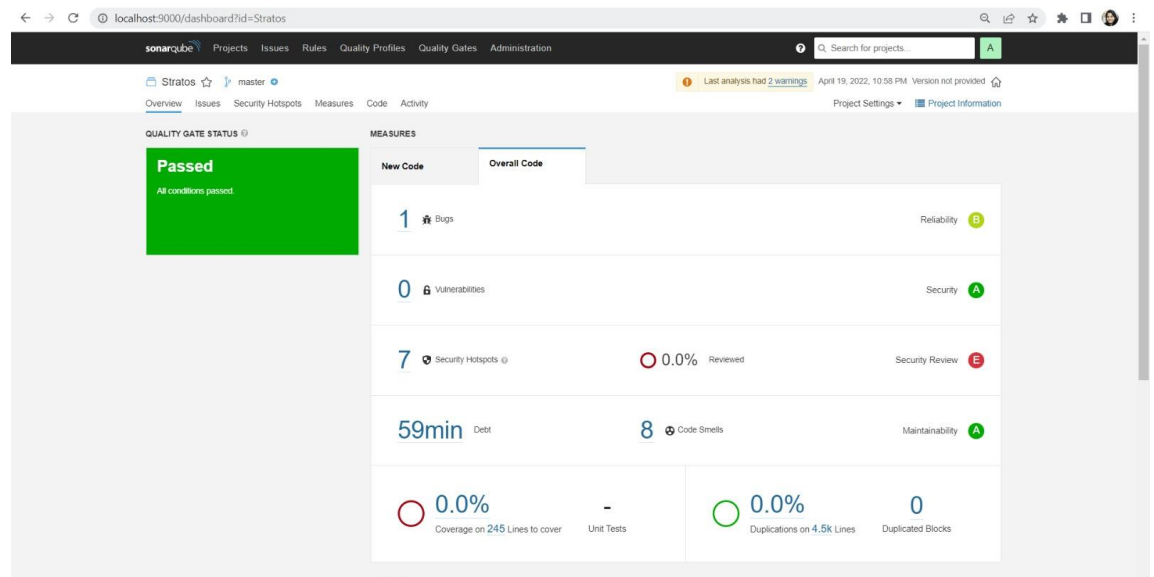 localhost:9000/dashboard?id=Stratos
sonarqube Projects Issues Rules Quality Profiles Quality Gates Administration ? Search for projects... A
Stratos master Last analysis had 2 warnings April 19, 2022, 10:58 PM Version not provided
Overview Issues Security Hotspots Measures Code Activity Project Settings Project Information
QUALITY GATE STATUS ? MEASURES
Passed
All conditions passed.
New Code Overall Code
1 Bugs Reliability B
0 Vulnerabilities Security A
7 Security Hotspots ? 0.0% Reviewed Security Review E
59min Debt 8 Code Smells Maintainability A
0.0% - 0.0% 0
Coverage on 245 Lines to cover Unit Tests Duplications on 4.5k Lines Duplicated Blocks